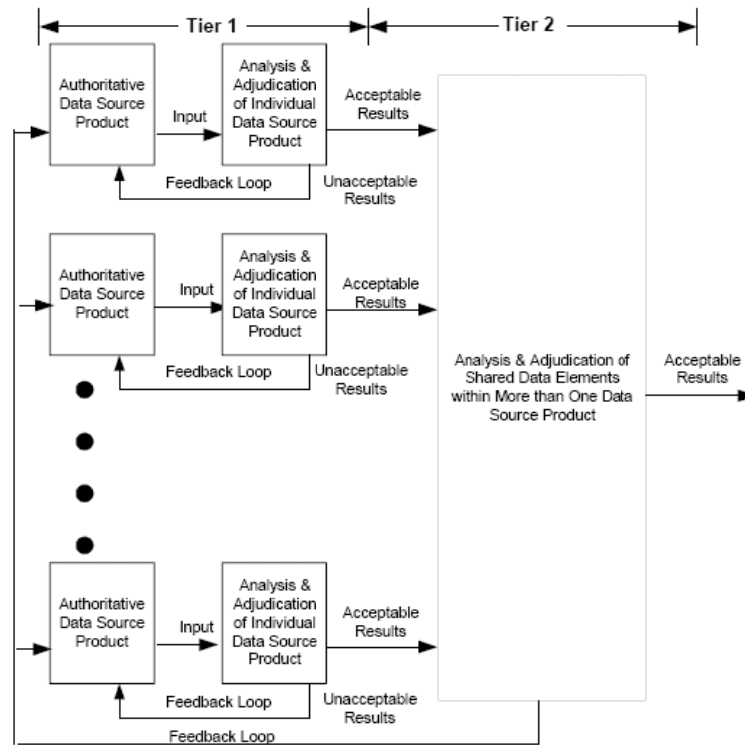 Tier 1
Tier 2
Authoritative
Data Source
Product
Input
Analysis &
Adjudication
of Individual
Data Source
Product
Acceptable
Results
Feedback Loop
Unacceptable
Results
Authoritative
Data Source
Product
Input
Analysis &
Adjudication
of Individual
Data Source
Product
Acceptable
Results
Feedback Loop
Unacceptable
Results
Analysis & Adjudication of
Shared Data Elements
within More than One Data
Source Product
Acceptable
Results
Authoritative
Data Source
Product
Input
Analysis &
Adjudication
of Individual
Data Source
Product
Acceptable
Results
Feedback Loop
Unacceptable
Results
Feedback Loop